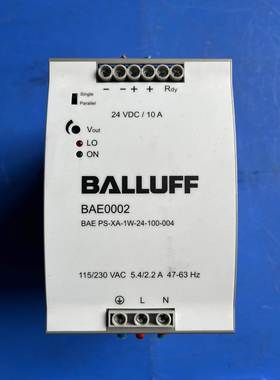 − − + + Rdy
Single
Parallel
24 VDC / 10 A
Vout
LO
ON
BALLUFF
BAE0002
BAE PS-XA-1W-24-100-004
115/230 VAC 5.4/2.2 A 47-63 Hz
L N